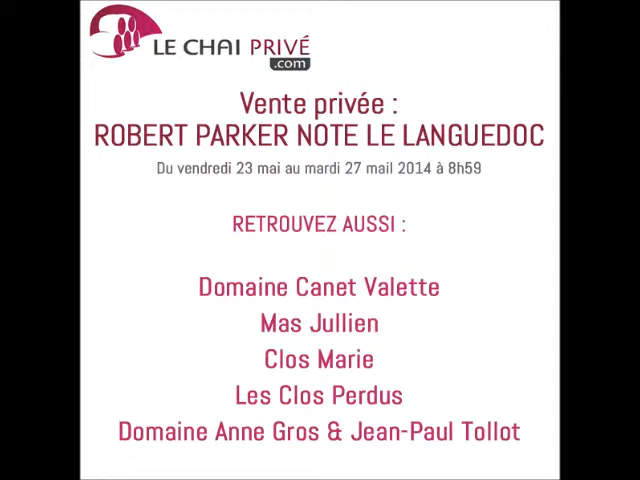 LE CHAI PRIVÉ
.com
Vente privée :
ROBERT PARKER NOTE LE LANGUEDOC
Du vendredi 23 mai au mardi 27 mail 2014 à 8h59
RETROUVEZ AUSSI :
Domaine Canet Valette
Mas Jullien
Clos Marie
Les Clos Perdus
Domaine Anne Gros & Jean-Paul Tollot